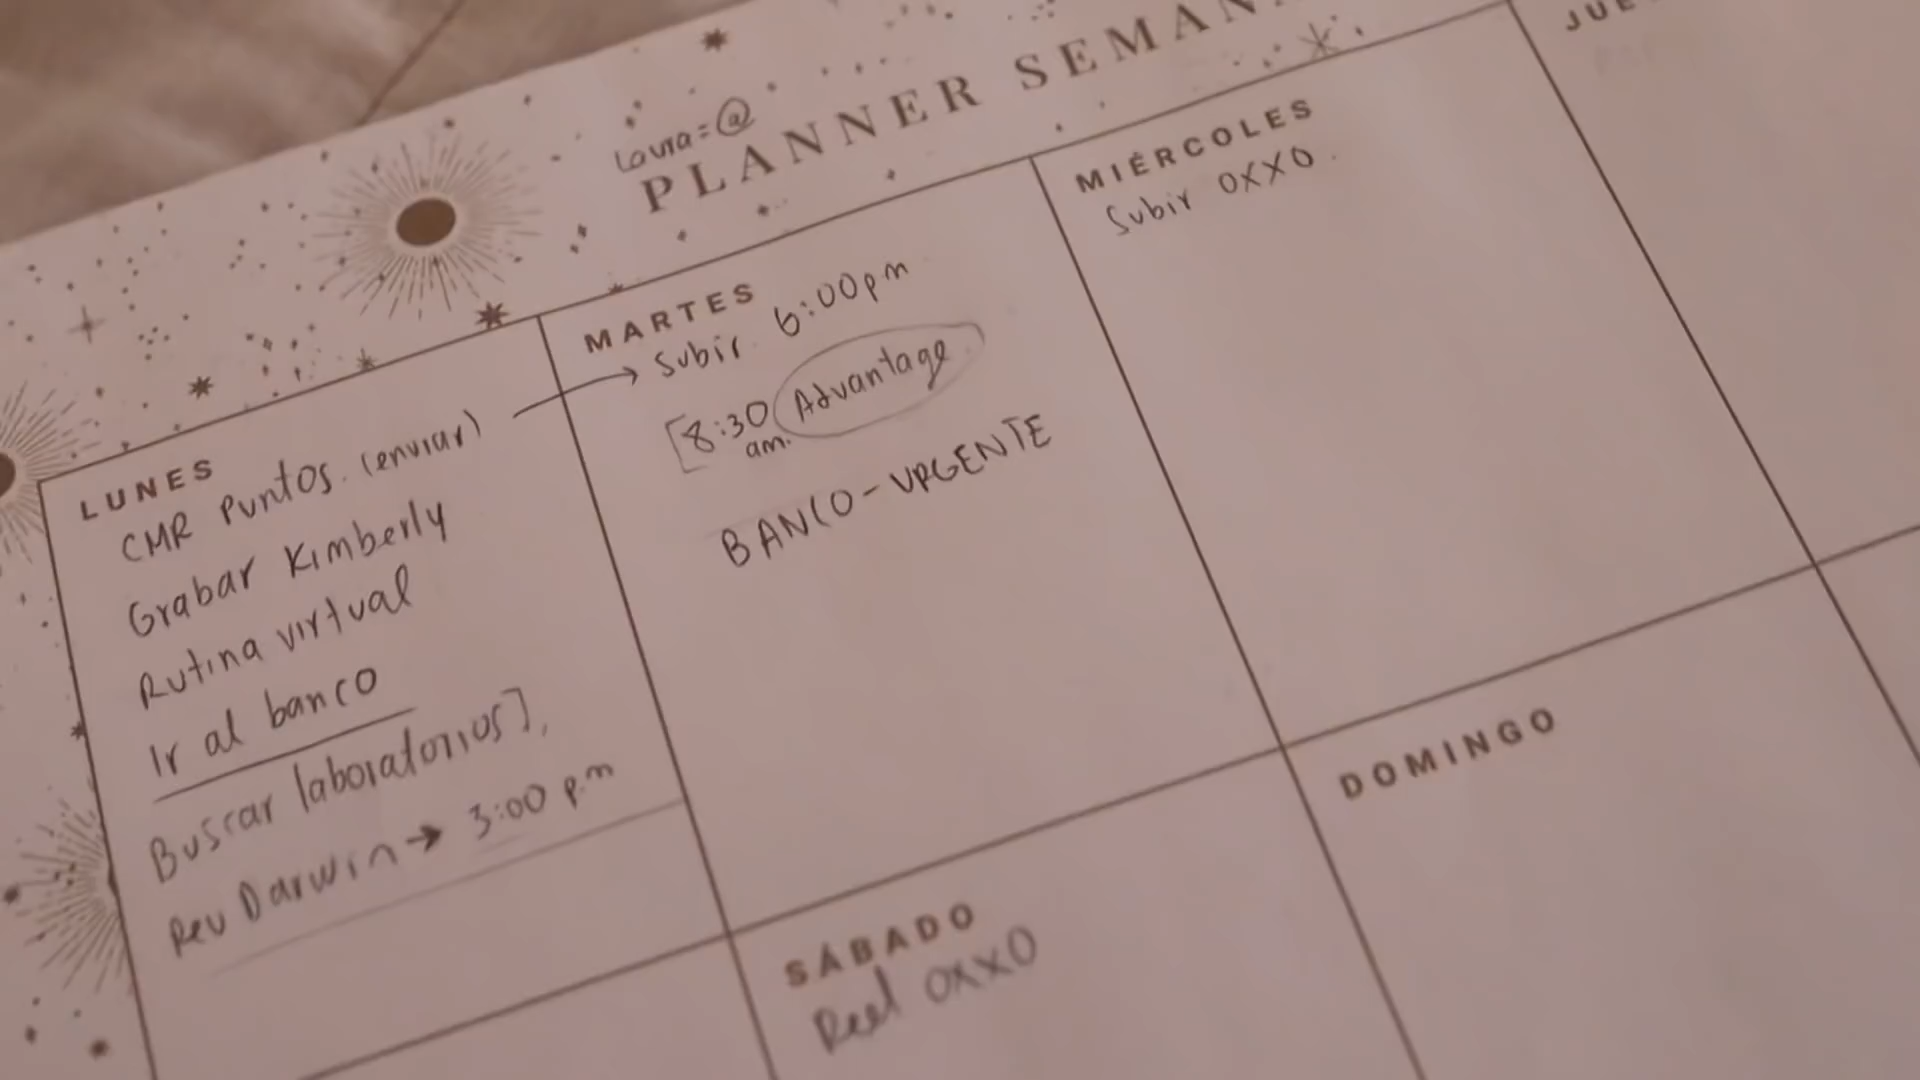 Laura = @
PLANNER SEMAN
LUNES
CMR Puntos. (enviar) →
Grabar Kimberly
Rutina virtual
Ir al banco
Buscar laboratorios],
Reu Darwin → 3:00 p.m
MARTES
Subir 6:00pm
[8:30 Advantage
am.
BANCO - URGENTE
MIÉRCOLES
Subir OXXO.
JUE
SÁBADO
Reel OXXO
DOMINGO